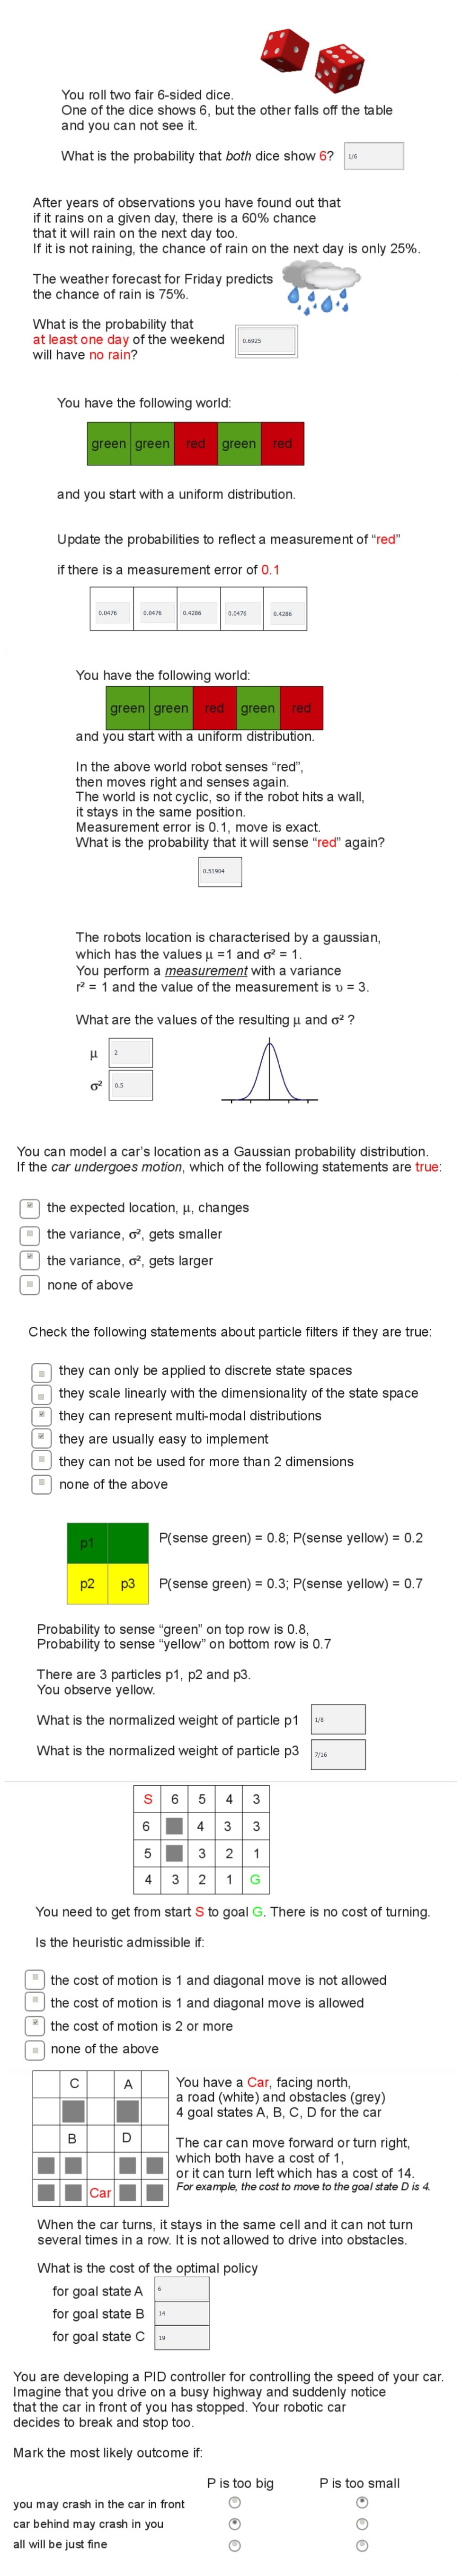 You roll two fair 6-sided dice.
One of the dice shows 6, but the other falls off the table
and you can not see it.
What is the probability that both dice show 6? 1/6
After years of observations you have found out that
if it rains on a given day, there is a 60% chance
that it will rain on the next day too.
If it is not raining, the chance of rain on the next day is only 25%.
The weather forecast for Friday predicts
the chance of rain is 75%.
What is the probability that
at least one day of the weekend 0.6925
will have no rain?
You have the following world:
green green red green red
and you start with a uniform distribution.
Update the probabilities to reflect a measurement of “red”
if there is a measurement error of 0.1
0.0476 0.0476 0.4286 0.0476 0.4286
You have the following world:
green green red green red
and you start with a uniform distribution.
In the above world robot senses “red”,
then moves right and senses again.
The world is not cyclic, so if the robot hits a wall,
it stays in the same position.
Measurement error is 0.1, move is exact.
What is the probability that it will sense “red” again?
0.51904
The robots location is characterised by a gaussian,
which has the values μ =1 and σ² = 1.
You perform a measurement with a variance
r² = 1 and the value of the measurement is υ = 3.
What are the values of the resulting μ and σ² ?
μ 2
σ² 0.5
You can model a car's location as a Gaussian probability distribution.
If the car undergoes motion, which of the following statements are true:
the expected location, μ, changes
the variance, σ², gets smaller
the variance, σ², gets larger
none of above
Check the following statements about particle filters if they are true:
they can only be applied to discrete state spaces
they scale linearly with the dimensionality of the state space
they can represent multi-modal distributions
they are usually easy to implement
they can not be used for more than 2 dimensions
none of the above
p1 P(sense green) = 0.8; P(sense yellow) = 0.2
p2 p3 P(sense green) = 0.3; P(sense yellow) = 0.7
Probability to sense “green” on top row is 0.8,
Probability to sense “yellow” on bottom row is 0.7
There are 3 particles p1, p2 and p3.
You observe yellow.
What is the normalized weight of particle p1 1/8
What is the normalized weight of particle p3 7/16
S 6 5 4 3
6 4 3 3
5 3 2 1
4 3 2 1 G
You need to get from start S to goal G. There is no cost of turning.
Is the heuristic admissible if:
the cost of motion is 1 and diagonal move is not allowed
the cost of motion is 1 and diagonal move is allowed
the cost of motion is 2 or more
none of the above
C A
B D
Car
You have a Car, facing north,
a road (white) and obstacles (grey)
4 goal states A, B, C, D for the car
The car can move forward or turn right,
which both have a cost of 1,
or it can turn left which has a cost of 14.
For example, the cost to move to the goal state D is 4.
When the car turns, it stays in the same cell and it can not turn
several times in a row. It is not allowed to drive into obstacles.
What is the cost of the optimal policy
for goal state A 6
for goal state B 14
for goal state C 19
You are developing a PID controller for controlling the speed of your car.
Imagine that you drive on a busy highway and suddenly notice
that the car in front of you has stopped. Your robotic car
decides to break and stop too.
Mark the most likely outcome if:
P is too big P is too small
you may crash in the car in front
car behind may crash in you
all will be just fine